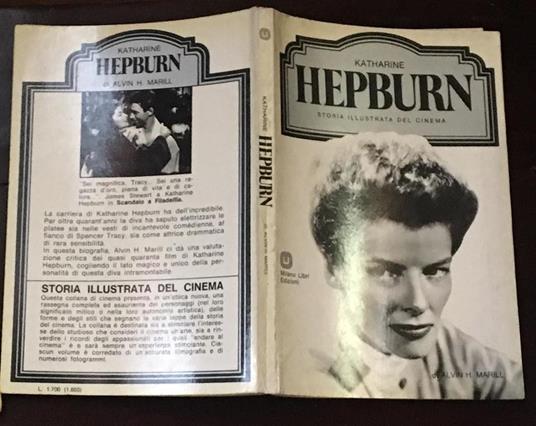 KATHARINE
HEPBURN
di ALVIN H. MARILL
"Sei magnifica, Tracy... Sei una ra-
gazza d'oro, piena di vita e di ca-
lore...". James Stewart a Katharine
Hepburn in Scandalo a Filadelfia.
La carriera di Katharine Hepburn ha dell'incredibile.
Per oltre quarant'anni la diva ha saputo elettrizzare le
platee sia nelle vesti di incantevole comédienne, al
fianco di Spencer Tracy, sia come attrice drammatica
di rara sensibilità.
In questa biografia, Alvin H. Marill ci dà una valuta-
zione critica dei quasi quaranta film di Katharine
Hepburn, cogliendo il lato magico e unico della per-
sonalità di questa diva intramontabile.
STORIA ILLUSTRATA DEL CINEMA
Questa collana di cinema presenta, in un'ottica nuova, una
rassegna completa ed esauriente dei personaggi (nel loro
significato mitico o nella loro autonomia artistica), delle
forme e degli stili che segnano le varie tappe della storia
del cinema. La collana è destinata sia a stimolare l'interes-
se dello studioso che consideri il cinema un'arte, sia a rin-
verdire i ricordi degli appassionati per i quali "andare al
cinema" è e sarà sempre un'esperienza stimolante. Cia-
scun volume è corredato di un'accurata filmografia e di
numerosi fotogrammi.
L. 1.700 (1.600)
KATHARINE
HEPBURN
di ALVIN H. MARILL
KATHARINE
HEPBURN
STORIA ILLUSTRATA DEL CINEMA
Milano Libri
Edizioni
di ALVIN H. MARILL